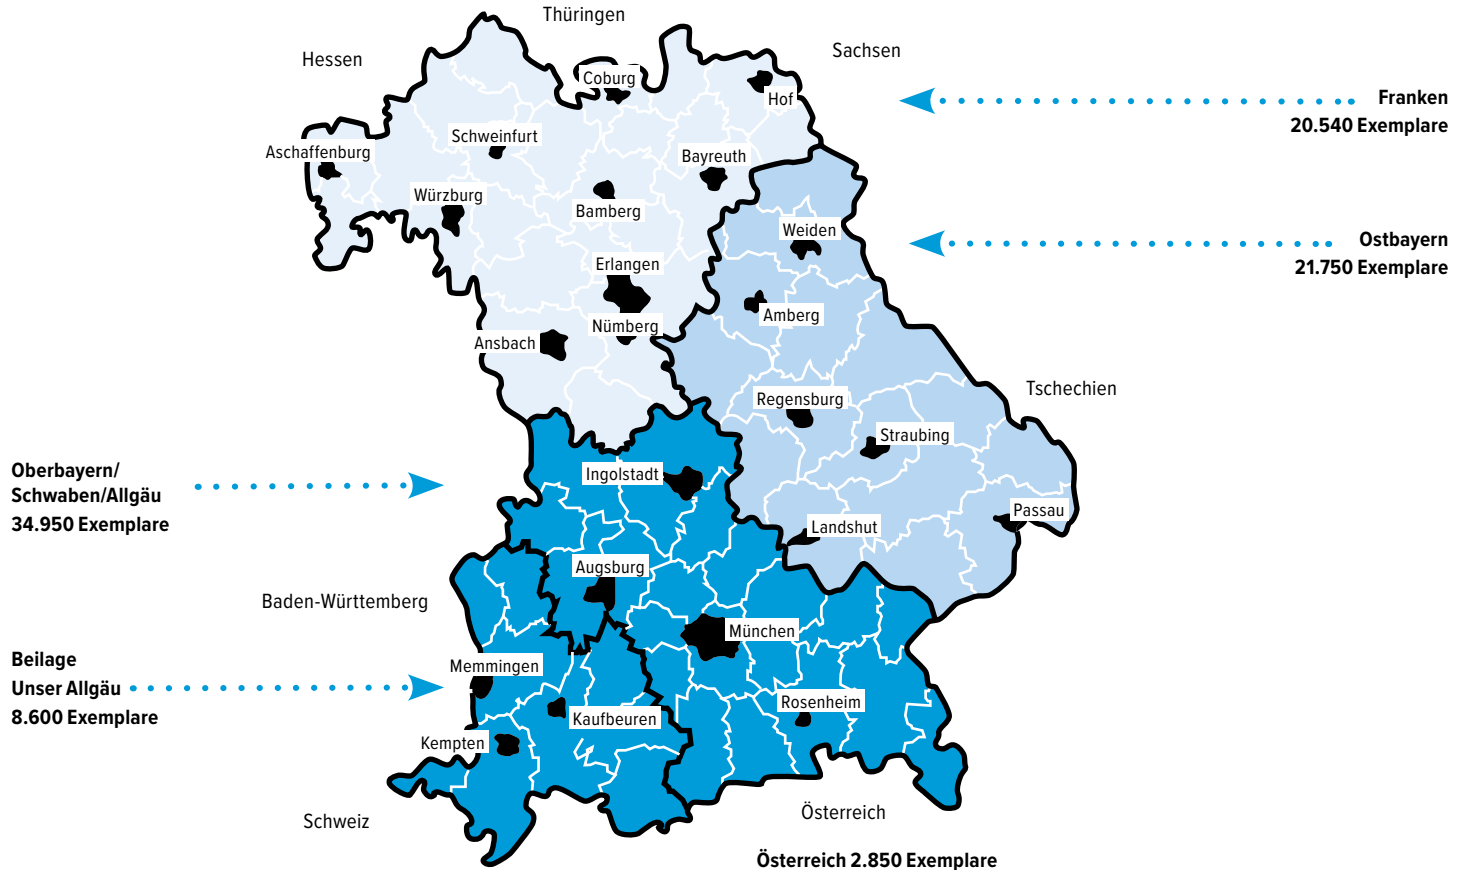 Thüringen
Hessen
Sachsen
Coburg
Hof
Franken
20.540 Exemplare
Schweinfurt
Aschaffenburg
Bayreuth
Würzburg
Bamberg
Weiden
Ostbayern
21.750 Exemplare
Erlangen
Amberg
Nümberg
Ansbach
Tschechien
Regensburg
Straubing
Oberbayern/
Schwaben/Allgäu
34.950 Exemplare
Ingolstadt
Passau
Landshut
Augsburg
Baden-Württemberg
München
Beilage
Unser Allgäu
8.600 Exemplare
Memmingen
Rosenheim
Kaufbeuren
Kempten
Schweiz
Österreich
Österreich 2.850 Exemplare